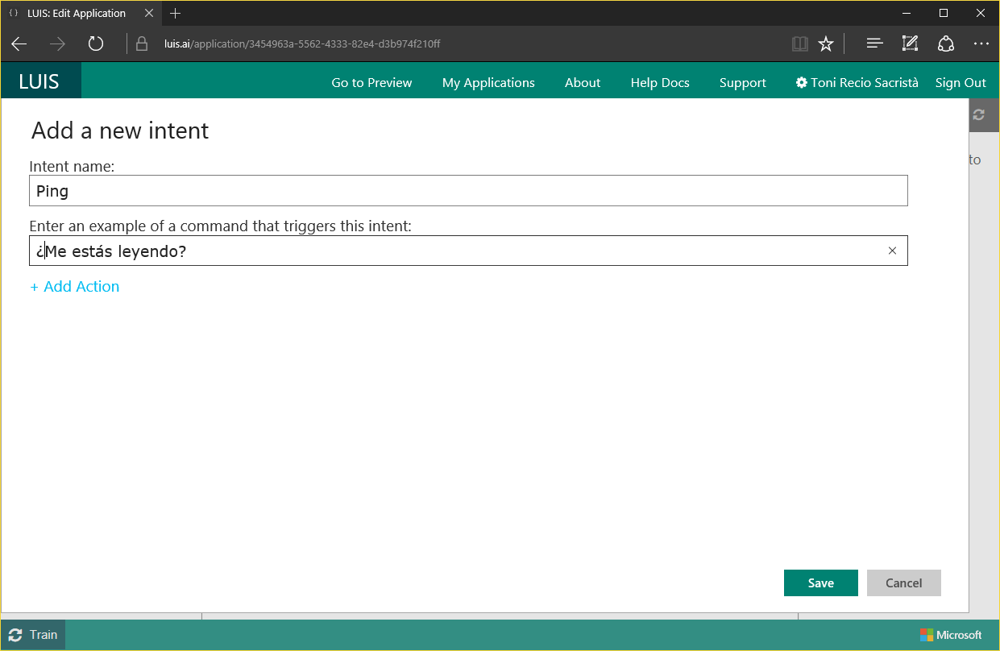 {} LUIS: Edit Application
luis.ai/application/3454963a-5562-4333-82e4-d3b974f210ff
LUIS Go to Preview My Applications About Help Docs Support Toni Recio Sacristà Sign Out
Add a new intent
to
Intent name:
Ping
Enter an example of a command that triggers this intent:
¿Me estás leyendo?
+ Add Action
Save Cancel
Train Microsoft